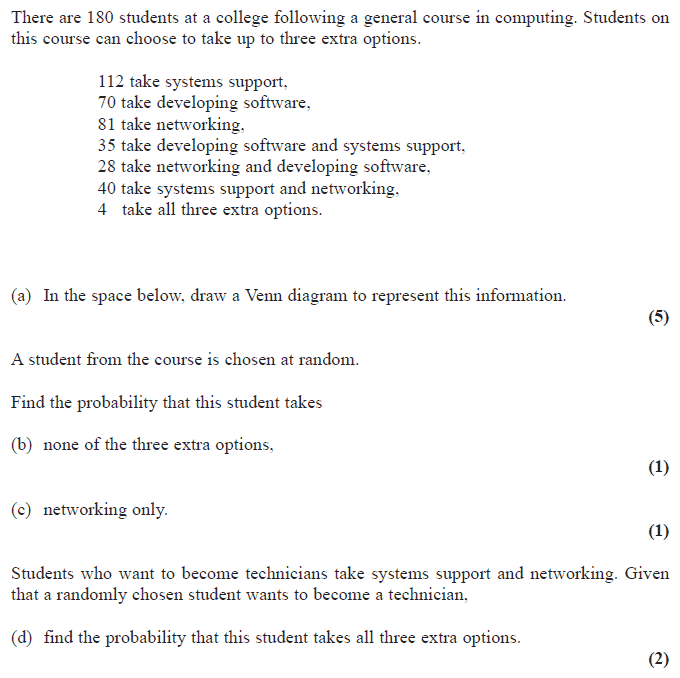 There are 180 students at a college following a general course in computing. Students on
this course can choose to take up to three extra options.
112 take systems support,
70 take developing software,
81 take networking,
35 take developing software and systems support,
28 take networking and developing software,
40 take systems support and networking,
4 take all three extra options.
(a) In the space below, draw a Venn diagram to represent this information.
(5)
A student from the course is chosen at random.
Find the probability that this student takes
(b) none of the three extra options,
(1)
(c) networking only.
(1)
Students who want to become technicians take systems support and networking. Given
that a randomly chosen student wants to become a technician,
(d) find the probability that this student takes all three extra options.
(2)